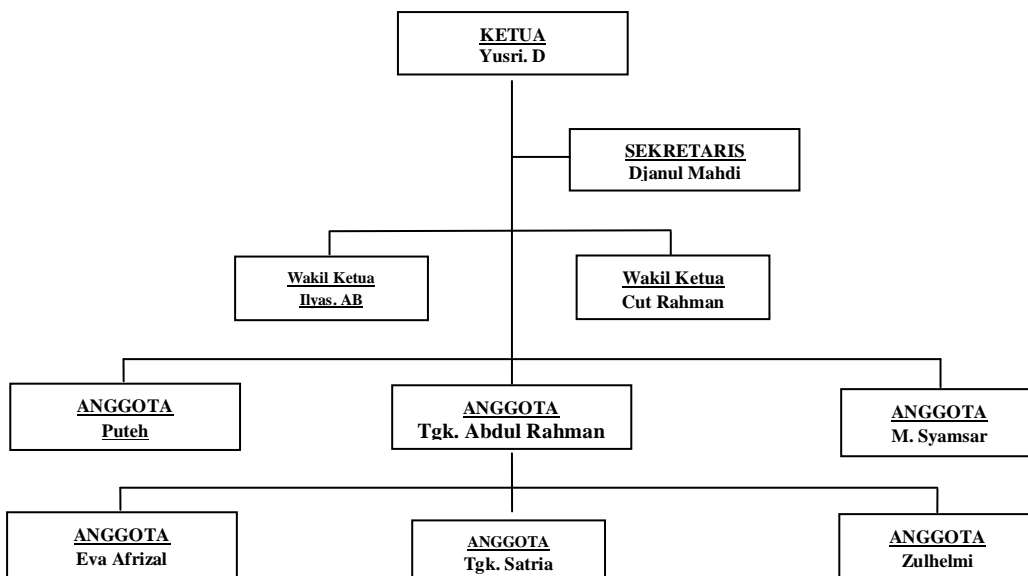 KETUA
Yusri. D
SEKRETARIS
Djanul Mahdi
Wakil Ketua
Ilyas. AB
Wakil Ketua
Cut Rahman
ANGGOTA
Puteh
ANGGOTA
Tgk. Abdul Rahman
ANGGOTA
M. Syamsar
ANGGOTA
Eva Afrizal
ANGGOTA
Tgk. Satria
ANGGOTA
Zulhelmi